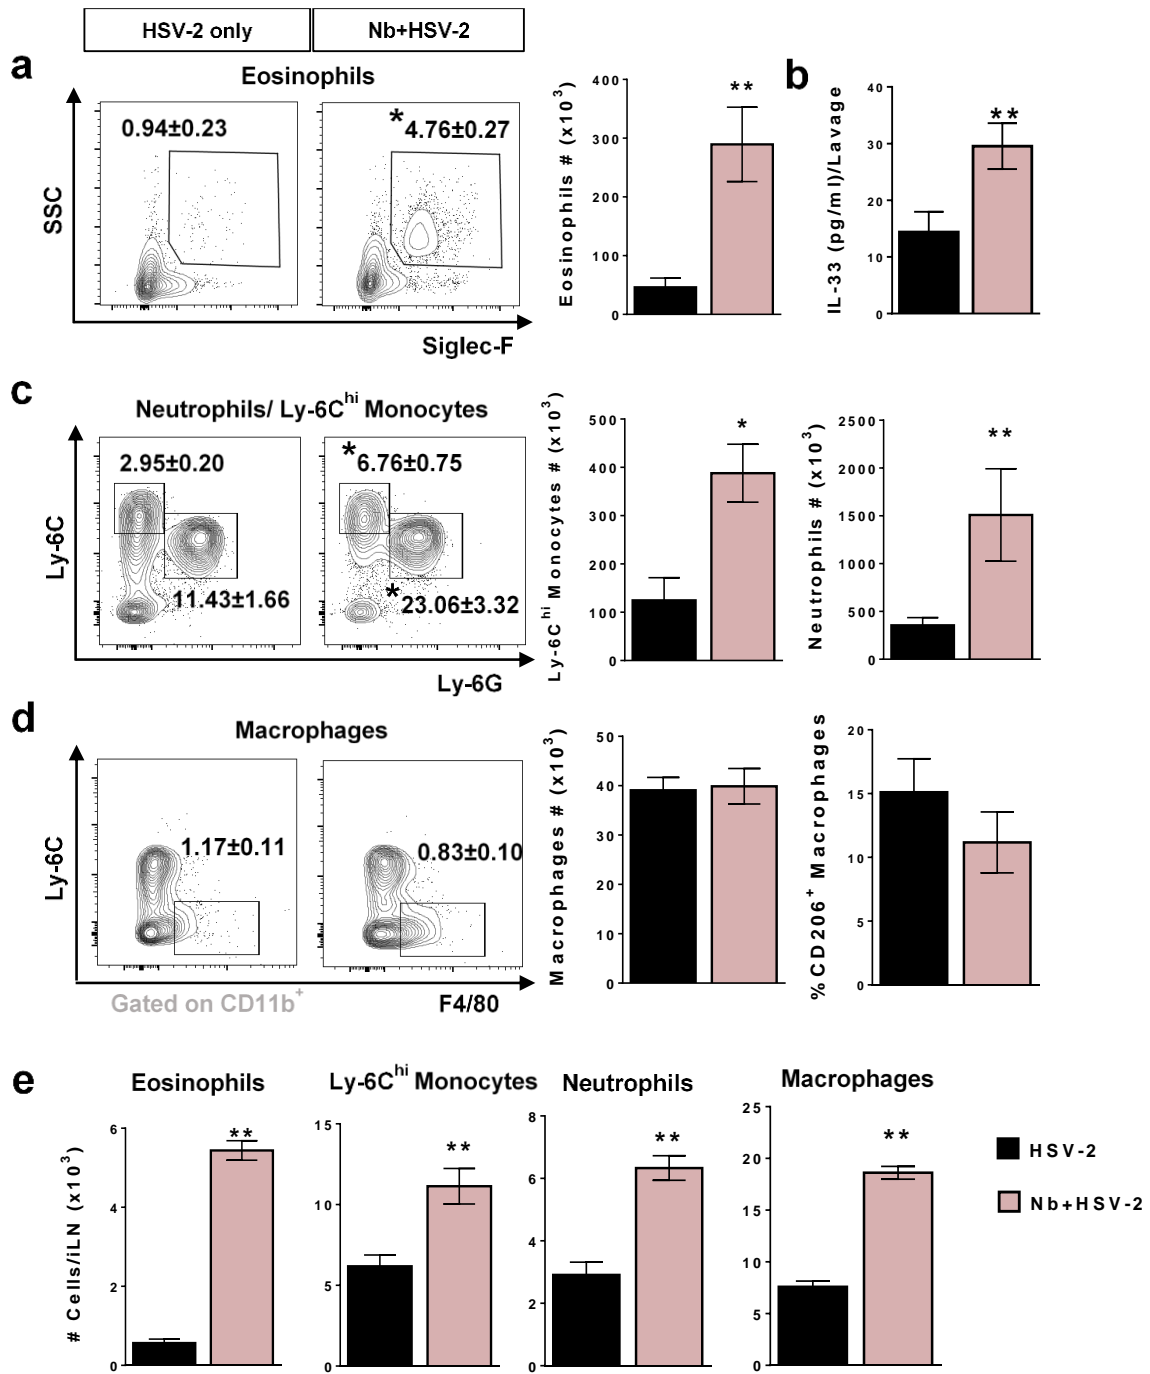 HSV-2 only
Nb+HSV-2
a
Eosinophils
0.94±0.23
*4.76±0.27
SSC
Siglec-F
Eosinophils # (x10³)
400
300
200
100
0
**
b
IL-33 (pg/ml)/Lavage
40
30
20
10
0
**
c
Neutrophils/ Ly-6Chi Monocytes
2.95±0.20
11.43±1.66
*6.76±0.75
*23.06±3.32
Ly-6C
Ly-6G
Ly-6Chi Monocytes # (x10³)
500
400
300
200
100
0
*
Neutrophils # (x10³)
2500
2000
1500
1000
500
0
**
d
Macrophages
1.17±0.11
0.83±0.10
Ly-6C
Gated on CD11b+
F4/80
Macrophages # (x10³)
50
40
30
20
10
0
%CD206+ Macrophages
20
15
10
5
0
e
# Cells/iLN (x10³)
Eosinophils
6
4
2
0
**
Ly-6Chi Monocytes
15
10
5
0
**
Neutrophils
8
6
4
2
0
**
Macrophages
25
20
15
10
5
0
**
HSV-2
Nb+HSV-2